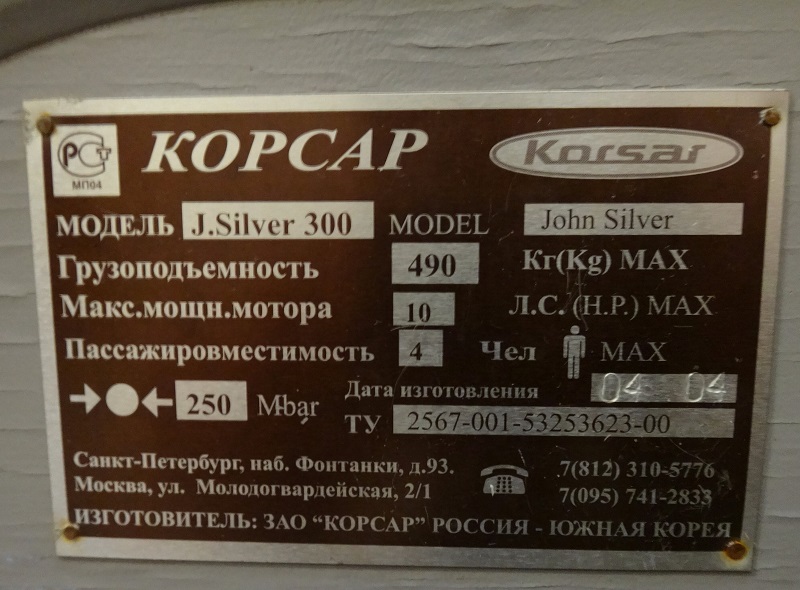 РСТ
МП04
КОРСАР
Korsar
МОДЕЛЬ J.Silver 300 MODEL John Silver
Грузоподъемность 490 Кг(Kg) MAX
Макс.мощн.мотора 10 Л.С. (H.P.) MAX
Пассажировместимость 4 Чел MAX
250 Mbar
Дата изготовления 04 04
ТУ 2567-001-53253623-00
Санкт-Петербург, наб. Фонтанки, д.93. 7(812) 310-5776
Москва, ул. Молодогвардейская, 2/1 7(095) 741-2833
ИЗГОТОВИТЕЛЬ: ЗАО "КОРСАР" РОССИЯ - ЮЖНАЯ КОРЕЯ